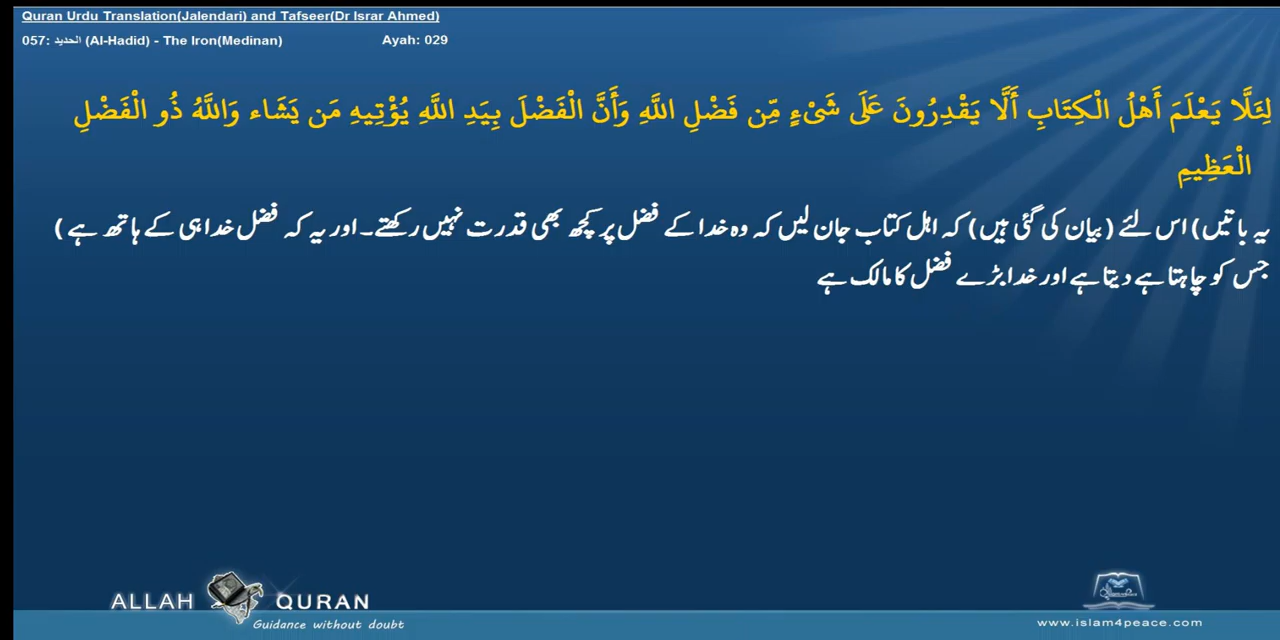 Quran Urdu Translation(Jalendari) and Tafseer(Dr Israr Ahmed)
057: الحديد (Al-Hadid) - The Iron(Medinan) Ayah: 029
لِئَلَّا يَعْلَمَ أَهْلُ الْكِتَابِ أَلَّا يَقْدِرُونَ عَلَى شَيْءٍ مِّن فَضْلِ اللَّهِ وَأَنَّ الْفَضْلَ بِيَدِ اللَّهِ يُؤْتِيهِ مَن يَشَاء وَاللَّهُ ذُو الْفَضْلِ
الْعَظِيمِ
یہ باتیں) اس لئے (بیان کی گئی ہیں) کہ اہل کتاب جان لیں کہ وہ خدا کے فضل پر کچھ بھی قدرت نہیں رکھتے۔ اور یہ کہ فضل خدا ہی کے ہاتھ ہے )
جس کو چاہتا ہے دیتا ہے اور خدا بڑے فضل کا مالک ہے
ALLAH QURAN
Guidance without doubt
www.islam4peace.com